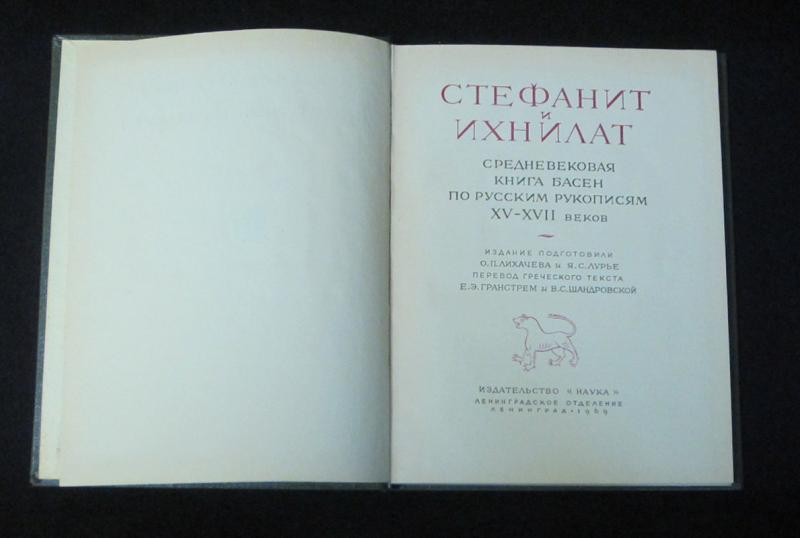 СТЕФАНИТ
И
ИХНИЛАТ
СРЕДНЕВЕКОВАЯ
КНИГА БАСЕН
ПО РУССКИМ РУКОПИСЯМ
XV–XVII ВЕКОВ
ИЗДАНИЕ ПОДГОТОВИЛИ
О.П.ЛИХАЧЕВА и Я.С.ЛУРЬЕ
ПЕРЕВОД ГРЕЧЕСКОГО ТЕКСТА
Е.Э.ГРАНСТРЕМ и В.С.ШАНДРОВСКОЙ
ИЗДАТЕЛЬСТВО «НАУКА»
ЛЕНИНГРАДСКОЕ ОТДЕЛЕНИЕ
ЛЕНИНГРАД · 1969